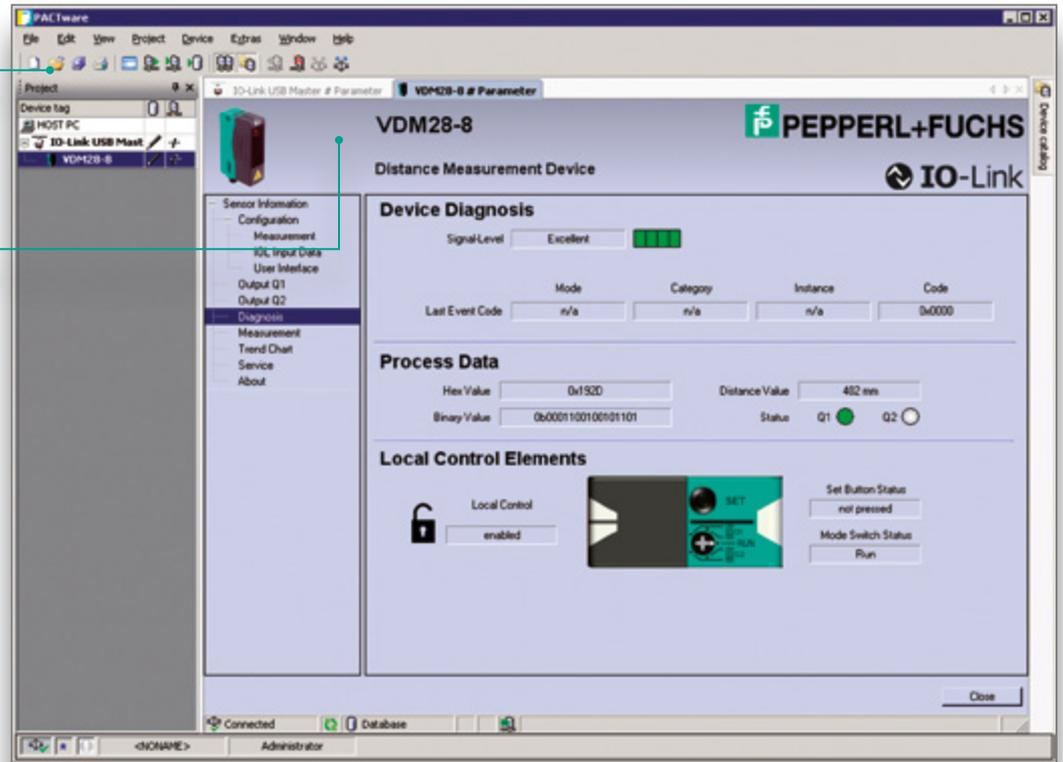 PACTware
File Edit View Project Device Extras Window Help
Project
Device tag
HOST PC
IO-Link USB Mast
VDM28-8
IO-Link USB Master # Parameter
VDM28-8 # Parameter
Device catalog
VDM28-8
PEPPERL+FUCHS
Distance Measurement Device
IO-Link
Sensor Information
Configuration
Measurement
IOL Input Data
User Interface
Output Q1
Output Q2
Diagnosis
Measurement
Trend Chart
Service
About
Device Diagnosis
Signal-Level Excellent
Mode Category Instance Code
Last Event Code n/a n/a n/a 0x0000
Process Data
Hex Value 0x192D Distance Value 402 mm
Binary Value 0b0001100100101101 Status Q1 Q2
Local Control Elements
Local Control
enabled
SET
RUN
Set Button Status
not pressed
Mode Switch Status
Run
Close
Connected Database
<NONAME> Administrator